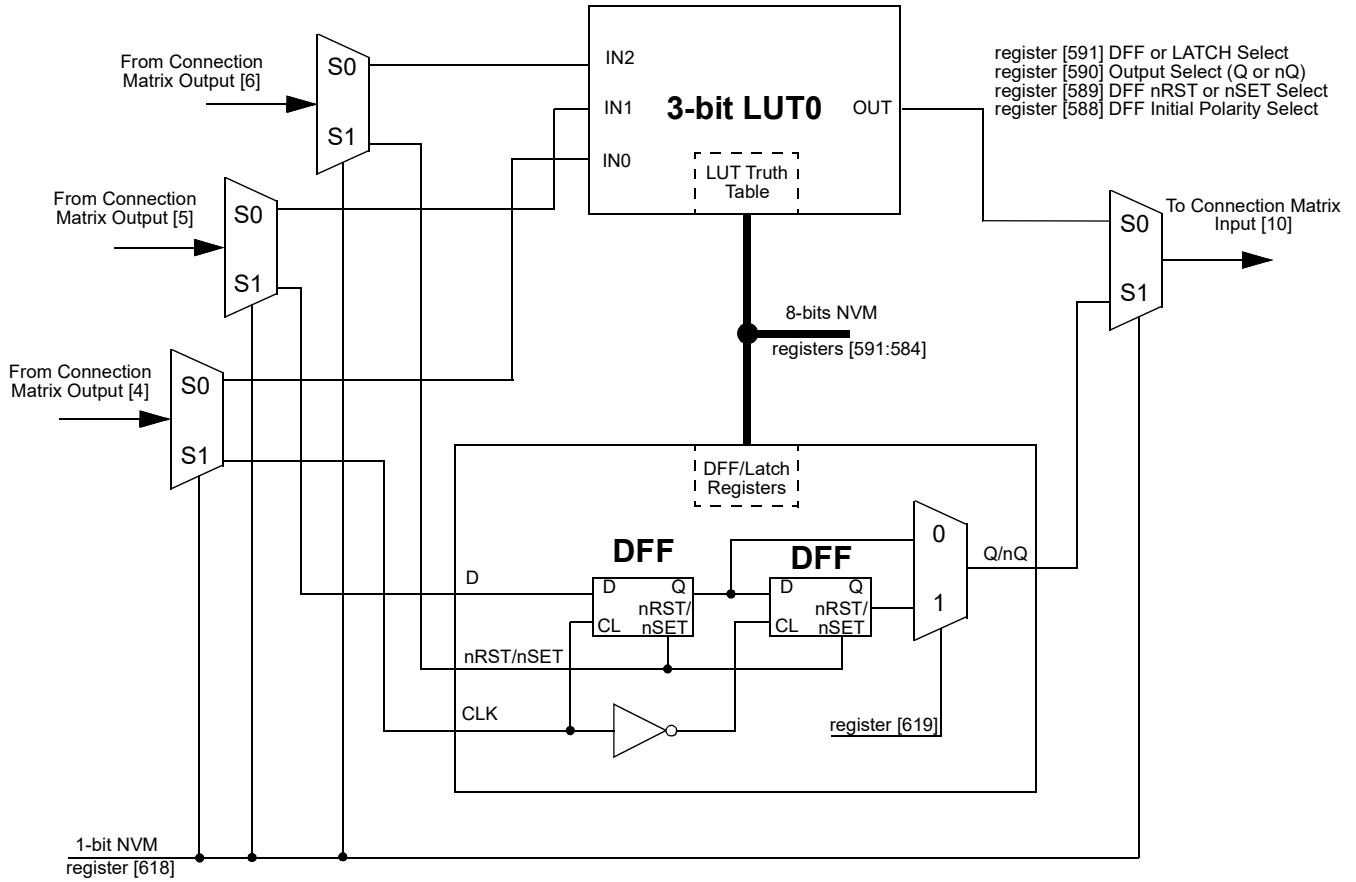 From Connection
Matrix Output [6]
S0
S1
IN2
IN1
IN0
3-bit LUT0
OUT
LUT Truth
Table
register [591] DFF or LATCH Select
register [590] Output Select (Q or nQ)
register [589] DFF nRST or nSET Select
register [588] DFF Initial Polarity Select
From Connection
Matrix Output [5]
S0
S1
To Connection Matrix
Input [10]
S0
S1
8-bits NVM
registers [591:584]
From Connection
Matrix Output [4]
S0
S1
DFF/Latch
Registers
DFF
D
Q
nRST/
nSET
CL
DFF
D
Q
nRST/
nSET
CL
0
1
Q/nQ
D
nRST/nSET
CLK
register [619]
1-bit NVM
register [618]